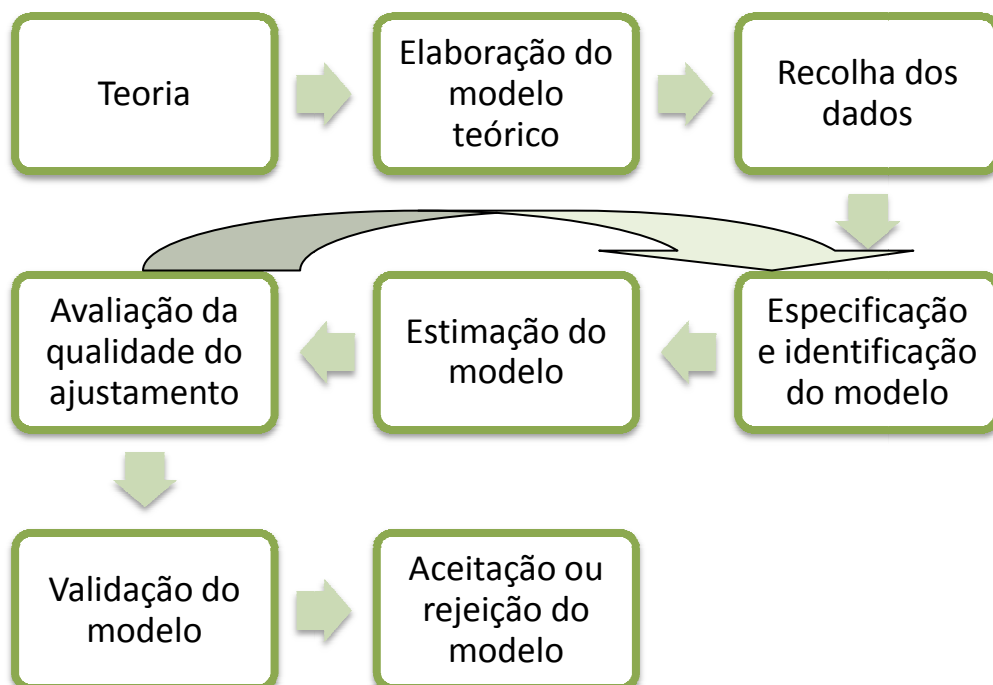 Teoria
Elaboração do
modelo
teórico
Recolha dos
dados
Especificação
e identificação
do modelo
Estimação do
modelo
Avaliação da
qualidade do
ajustamento
Validação do
modelo
Aceitação ou
rejeição do
modelo